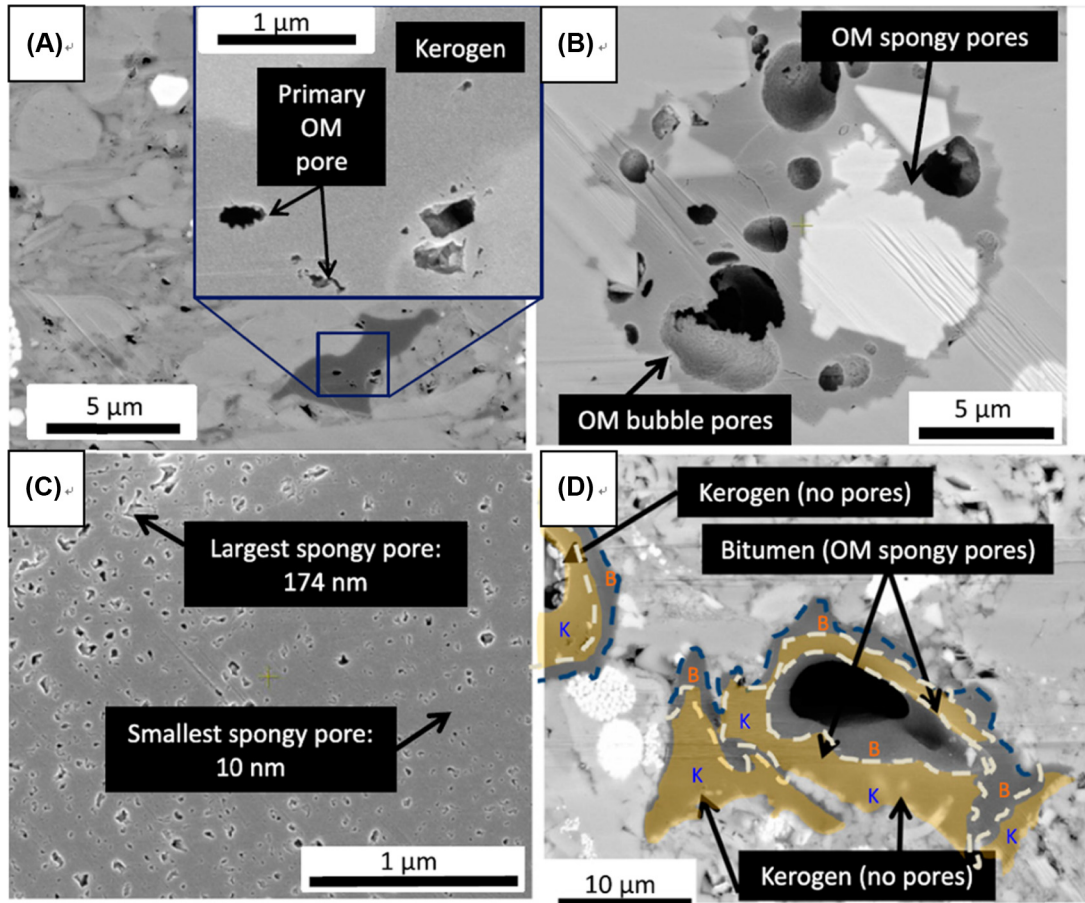 (A)
1 µm
Kerogen
Primary
OM
pore
5 µm
(B)
OM spongy pores
OM bubble pores
5 µm
(C)
Largest spongy pore:
174 nm
Smallest spongy pore:
10 nm
1 µm
(D)
Kerogen (no pores)
Bitumen (OM spongy pores)
B
K
B
B
K
B
K
K
B
K
Kerogen (no pores)
10 µm